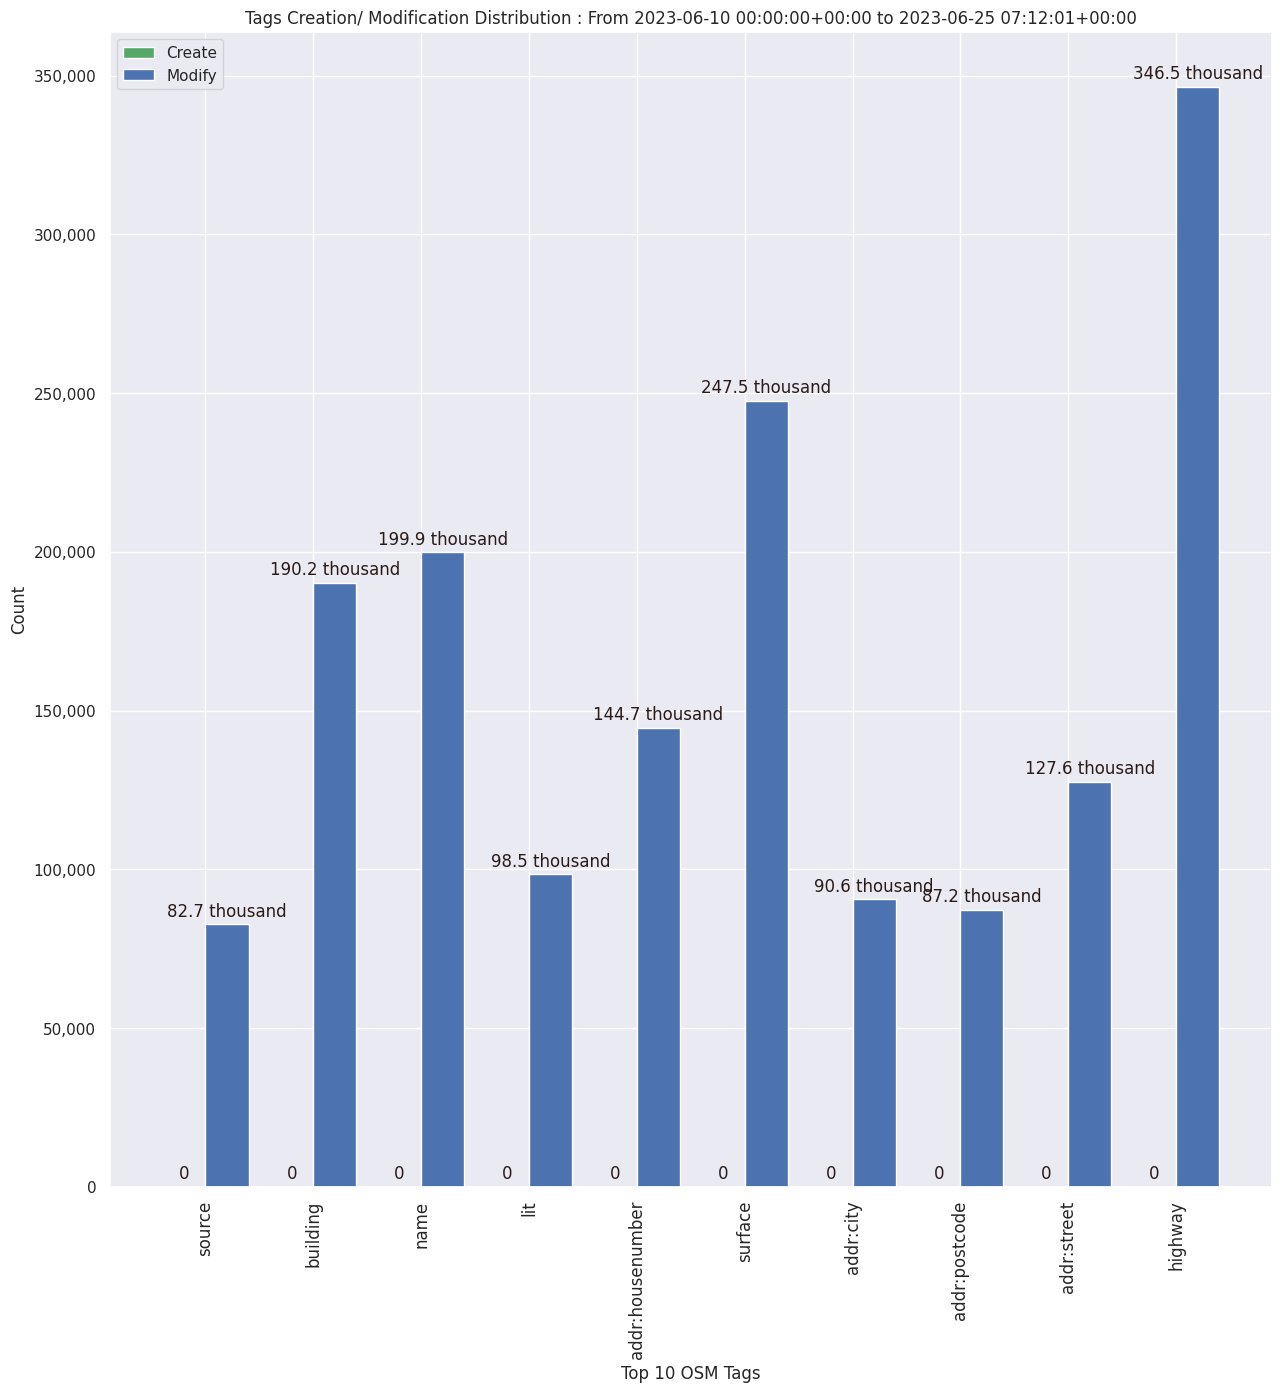 Tags Creation/ Modification Distribution : From 2023-06-10 00:00:00+00:00 to 2023-06-25 07:12:01+00:00
Create
Modify
350,000
300,000
250,000
200,000
150,000
100,000
50,000
0
Count
82.7 thousand
190.2 thousand
199.9 thousand
98.5 thousand
144.7 thousand
247.5 thousand
90.6 thousand
87.2 thousand
127.6 thousand
346.5 thousand
0
0
0
0
0
0
0
0
0
0
source
building
name
lit
addr:housenumber
surface
addr:city
addr:postcode
addr:street
highway
Top 10 OSM Tags